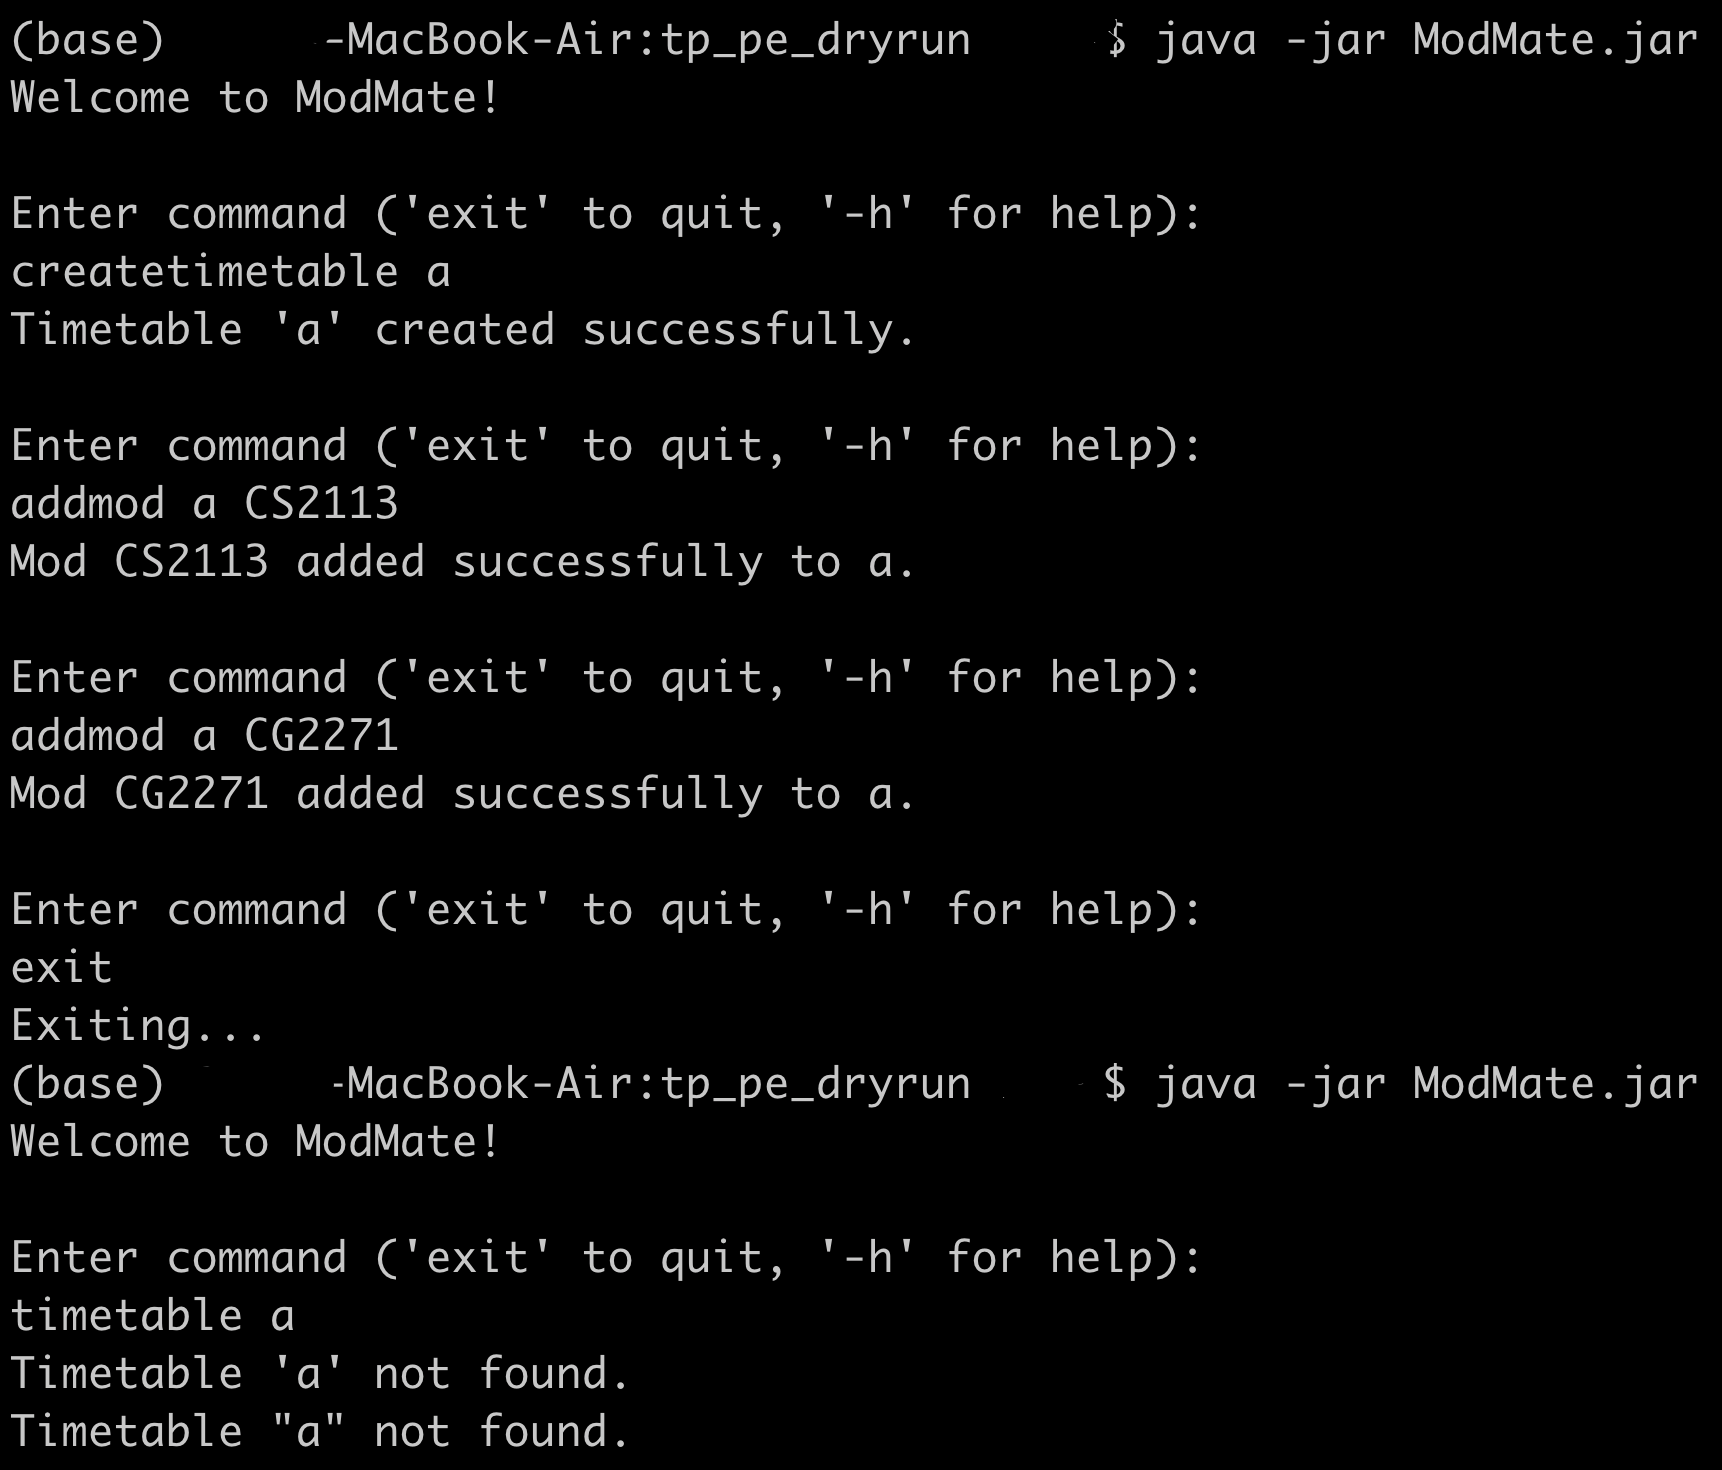 (base) -MacBook-Air:tp_pe_dryrun $ java -jar ModMate.jar
Welcome to ModMate!
Enter command ('exit' to quit, '-h' for help):
createtimetable a
Timetable 'a' created successfully.
Enter command ('exit' to quit, '-h' for help):
addmod a CS2113
Mod CS2113 added successfully to a.
Enter command ('exit' to quit, '-h' for help):
addmod a CG2271
Mod CG2271 added successfully to a.
Enter command ('exit' to quit, '-h' for help):
exit
Exiting...
(base) -MacBook-Air:tp_pe_dryrun $ java -jar ModMate.jar
Welcome to ModMate!
Enter command ('exit' to quit, '-h' for help):
timetable a
Timetable 'a' not found.
Timetable "a" not found.